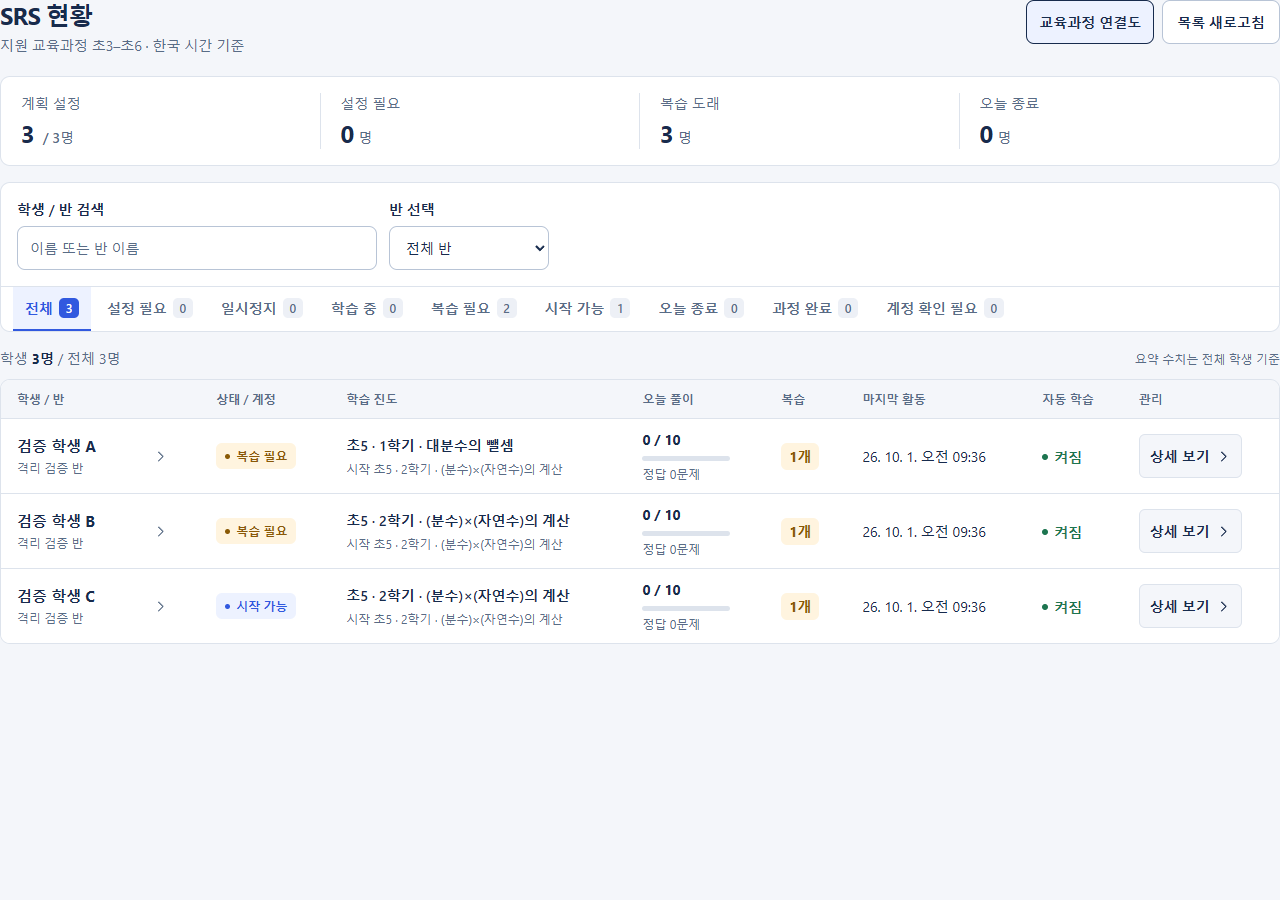 SRS 현황
지원 교육과정 초3–초6 · 한국 시간 기준
교육과정 연결도
목록 새로고침
계획 설정
3 / 3명
설정 필요
0 명
복습 도래
3 명
오늘 종료
0 명
학생 / 반 검색
이름 또는 반 이름
반 선택
전체 반
전체 3
설정 필요 0
일시정지 0
학습 중 0
복습 필요 2
시작 가능 1
오늘 종료 0
과정 완료 0
계정 확인 필요 0
학생 3명 / 전체 3명
요약 수치는 전체 학생 기준
학생 / 반
상태 / 계정
학습 진도
오늘 풀이
복습
마지막 활동
자동 학습
관리
검증 학생 A
격리 검증 반
복습 필요
초5 · 1학기 · 대분수의 뺄셈
시작 초5 · 2학기 · (분수)×(자연수)의 계산
0 / 10
정답 0문제
1개
26. 10. 1. 오전 09:36
켜짐
상세 보기
검증 학생 B
격리 검증 반
복습 필요
초5 · 2학기 · (분수)×(자연수)의 계산
시작 초5 · 2학기 · (분수)×(자연수)의 계산
0 / 10
정답 0문제
1개
26. 10. 1. 오전 09:36
켜짐
상세 보기
검증 학생 C
격리 검증 반
시작 가능
초5 · 2학기 · (분수)×(자연수)의 계산
시작 초5 · 2학기 · (분수)×(자연수)의 계산
0 / 10
정답 0문제
1개
26. 10. 1. 오전 09:36
켜짐
상세 보기